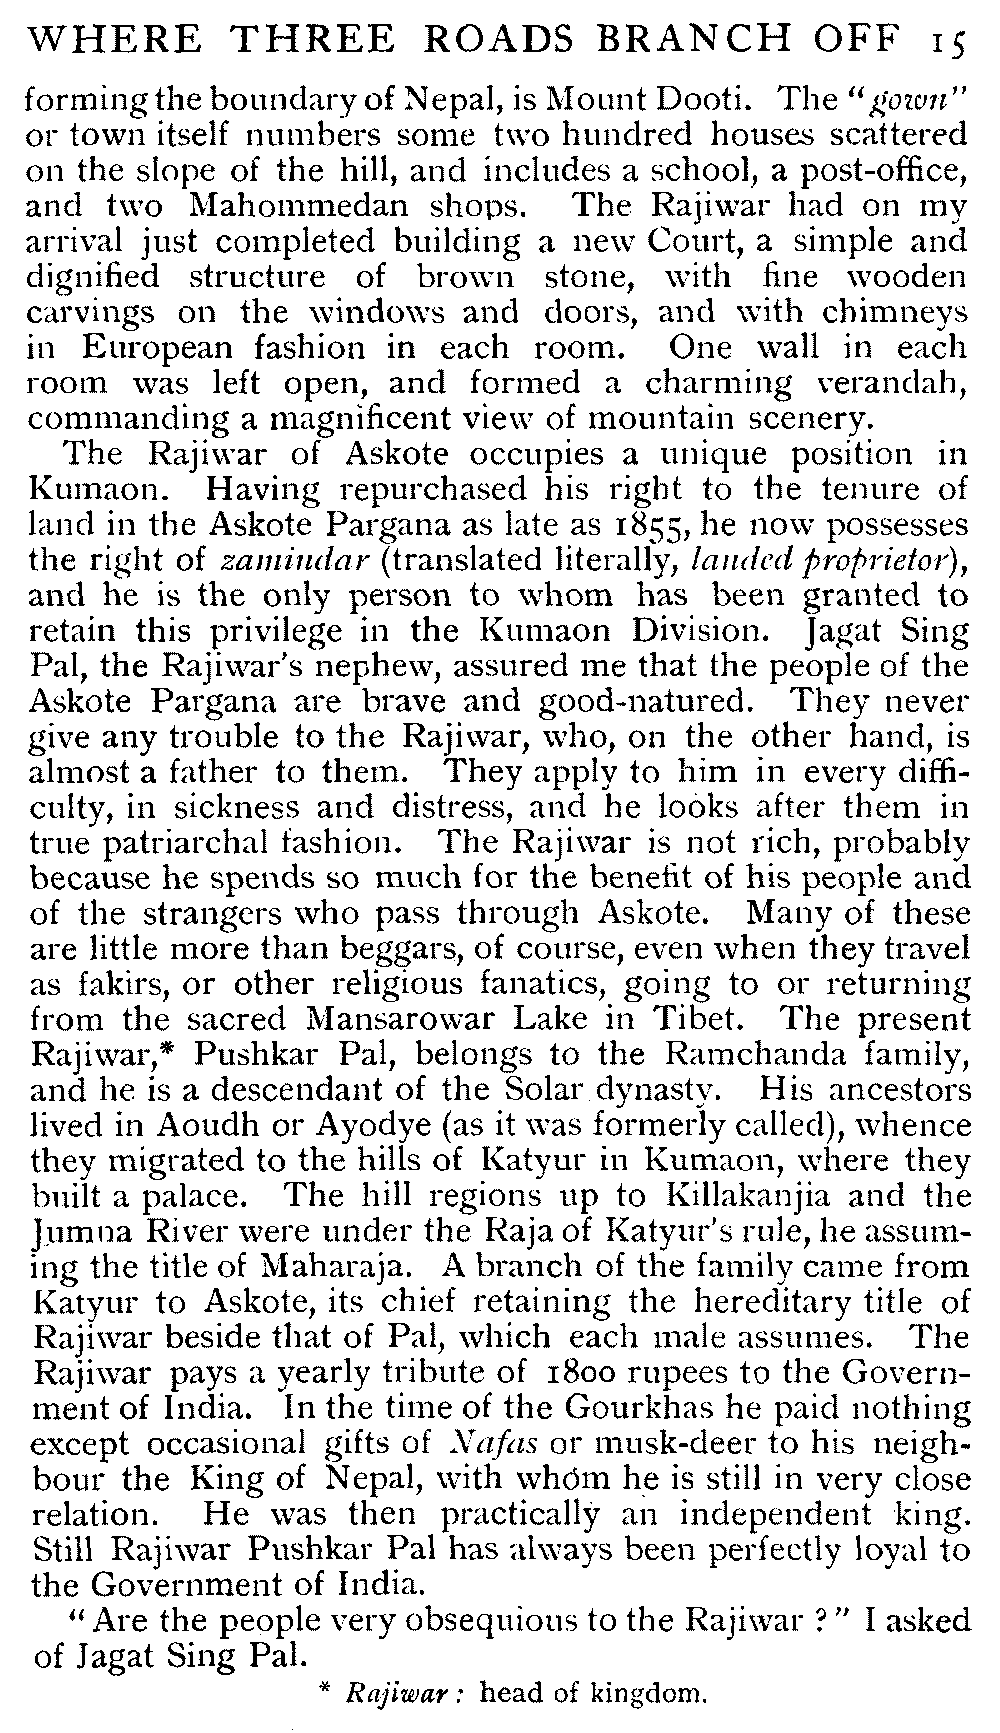 WHERE THREE ROADS BRANCH OFF 15
forming the boundary of Nepal, is Mount Dooti. The "gown"
or town itself numbers some two hundred houses scattered
on the slope of the hill, and includes a school, a post-office,
and two Mahommedan shops. The Rajiwar had on my
arrival just completed building a new Court, a simple and
dignified structure of brown stone, with fine wooden
carvings on the windows and doors, and with chimneys
in European fashion in each room. One wall in each
room was left open, and formed a charming verandah,
commanding a magnificent view of mountain scenery.
The Rajiwar of Askote occupies a unique position in
Kumaon. Having repurchased his right to the tenure of
land in the Askote Pargana as late as 1855, he now possesses
the right of zamindar (translated literally, landed proprietor),
and he is the only person to whom has been granted to
retain this privilege in the Kumaon Division. Jagat Sing
Pal, the Rajiwar's nephew, assured me that the people of the
Askote Pargana are brave and good-natured. They never
give any trouble to the Rajiwar, who, on the other hand, is
almost a father to them. They apply to him in every diffi-
culty, in sickness and distress, and he looks after them in
true patriarchal fashion. The Rajiwar is not rich, probably
because he spends so much for the benefit of his people and
of the strangers who pass through Askote. Many of these
are little more than beggars, of course, even when they travel
as fakirs, or other religious fanatics, going to or returning
from the sacred Mansarowar Lake in Tibet. The present
Rajiwar,* Pushkar Pal, belongs to the Ramchanda family,
and he is a descendant of the Solar dynasty. His ancestors
lived in Aoudh or Ayodye (as it was formerly called), whence
they migrated to the hills of Katyur in Kumaon, where they
built a palace. The hill regions up to Killakanjia and the
Jumna River were under the Raja of Katyur's rule, he assum-
ing the title of Maharaja. A branch of the family came from
Katyur to Askote, its chief retaining the hereditary title of
Rajiwar beside that of Pal, which each male assumes. The
Rajiwar pays a yearly tribute of 1800 rupees to the Govern-
ment of India. In the time of the Gourkhas he paid nothing
except occasional gifts of Nafas or musk-deer to his neigh-
bour the King of Nepal, with whom he is still in very close
relation. He was then practically an independent king.
Still Rajiwar Pushkar Pal has always been perfectly loyal to
the Government of India.
"Are the people very obsequious to the Rajiwar?" I asked
of Jagat Sing Pal.
* Rajiwar: head of kingdom.